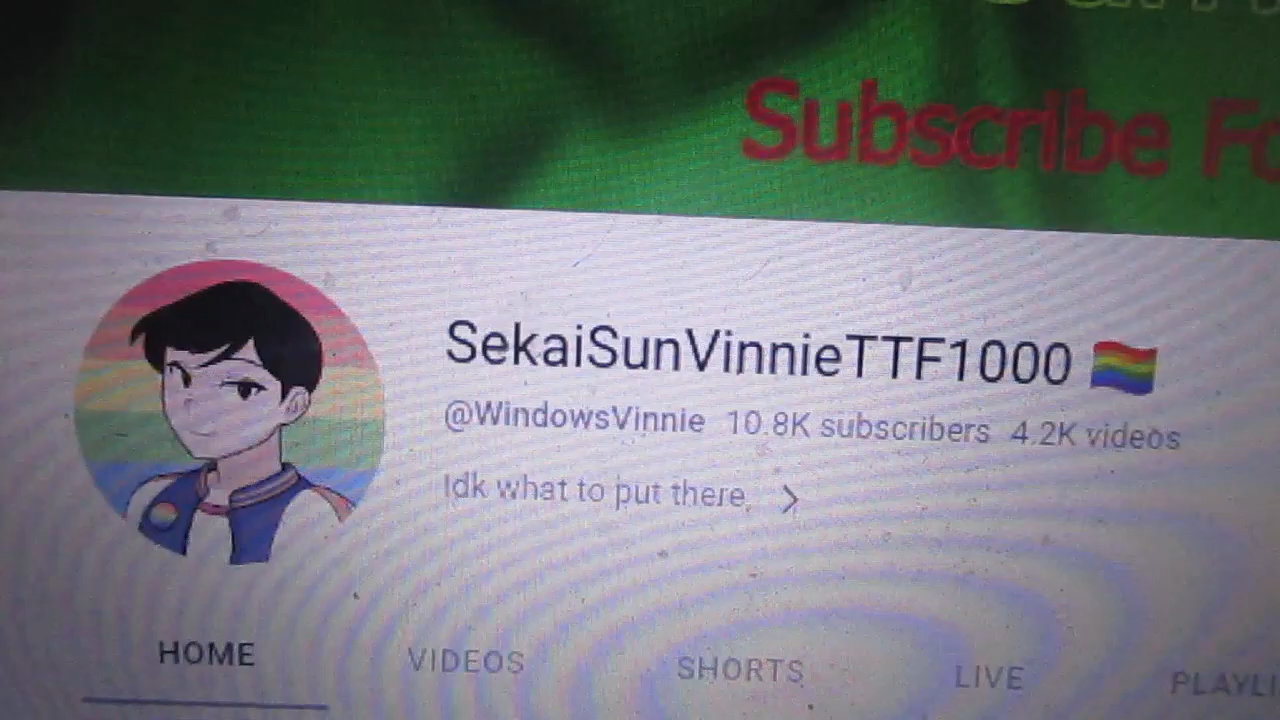 Subscribe
SekaiSunVinnieTTF1000 🏳️‍🌈
@WindowsVinnie 10.8K subscribers 4.2K videos
Idk what to put there.
HOME VIDEOS SHORTS LIVE